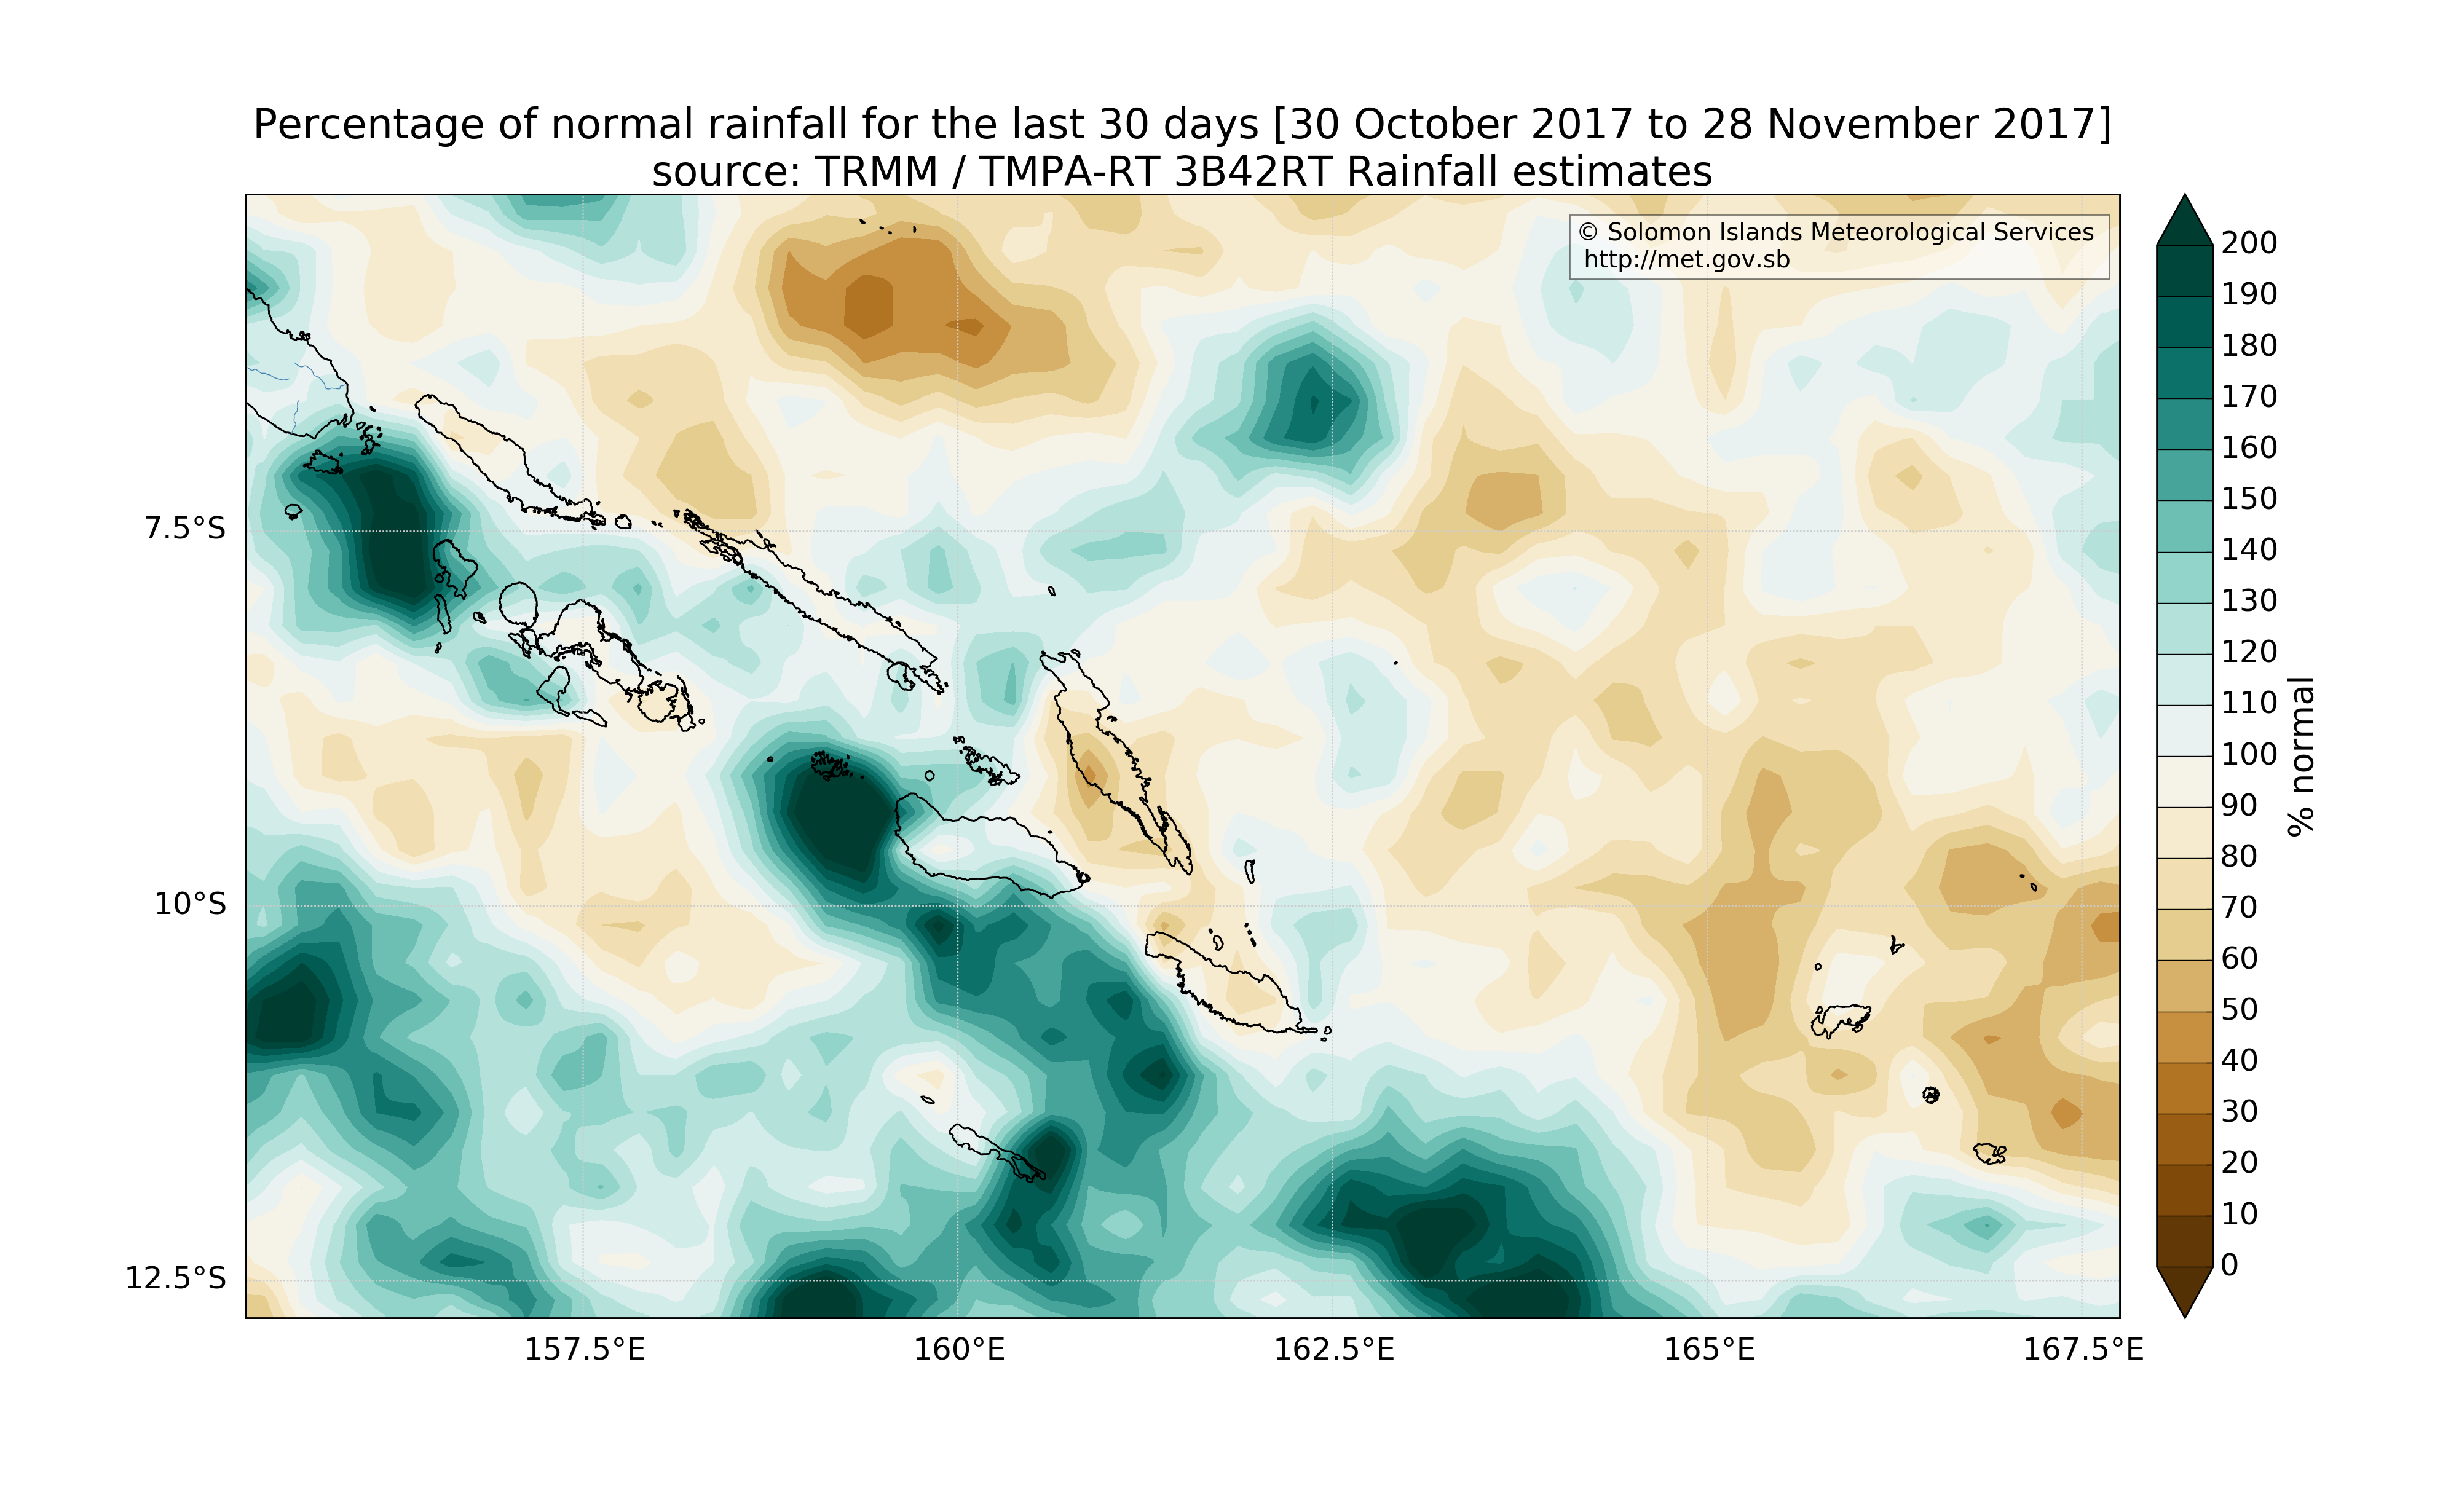 Percentage of normal rainfall for the last 30 days [30 October 2017 to 28 November 2017]
source: TRMM / TMPA-RT 3B42RT Rainfall estimates
© Solomon Islands Meteorological Services
http://met.gov.sb
7.5°S
10°S
12.5°S
157.5°E
160°E
162.5°E
165°E
167.5°E
200
190
180
170
160
150
140
130
120
110
100
90
80
70
60
50
40
30
20
10
0
% normal